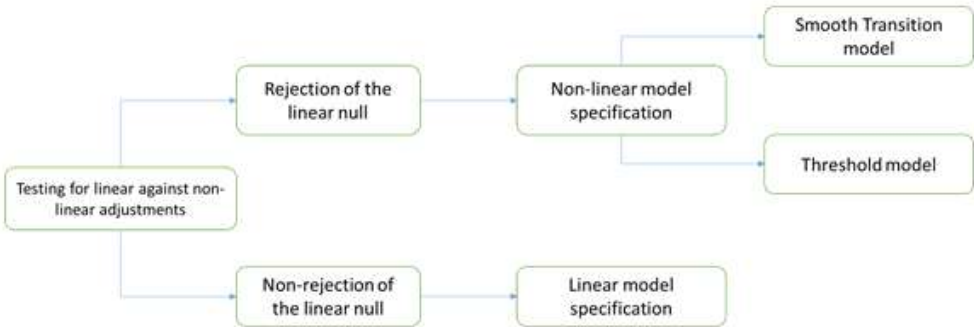 Smooth Transition
model
Rejection of the
linear null
Non-linear model
specification
Testing for linear against non-
linear adjustments
Threshold model
Non-rejection of
the linear null
Linear model
specification